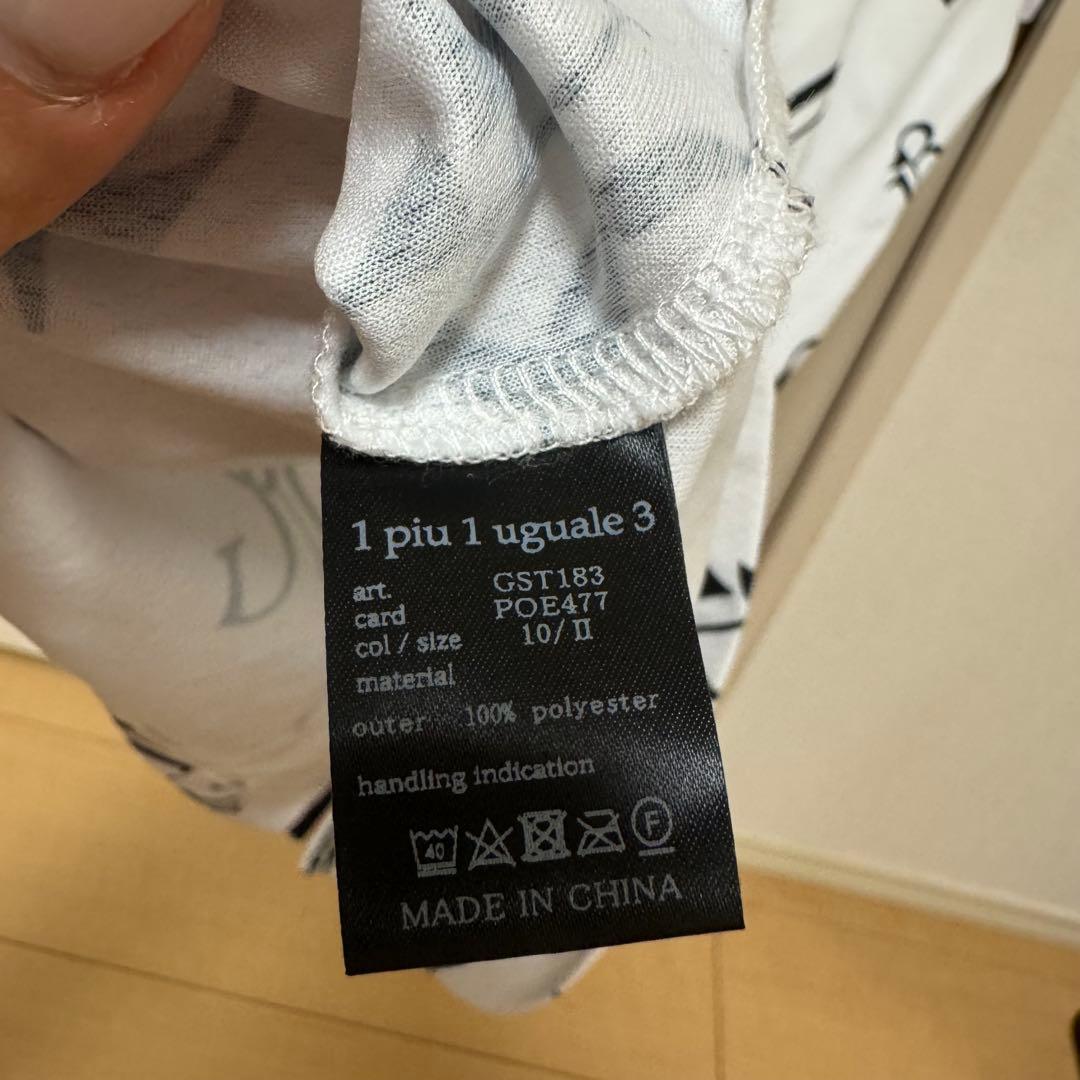 1 piu 1 uguale 3
art. GST183
card POE477
col / size 10/Ⅱ
material
outer 100% polyester
handling indication
40 F
MADE IN CHINA